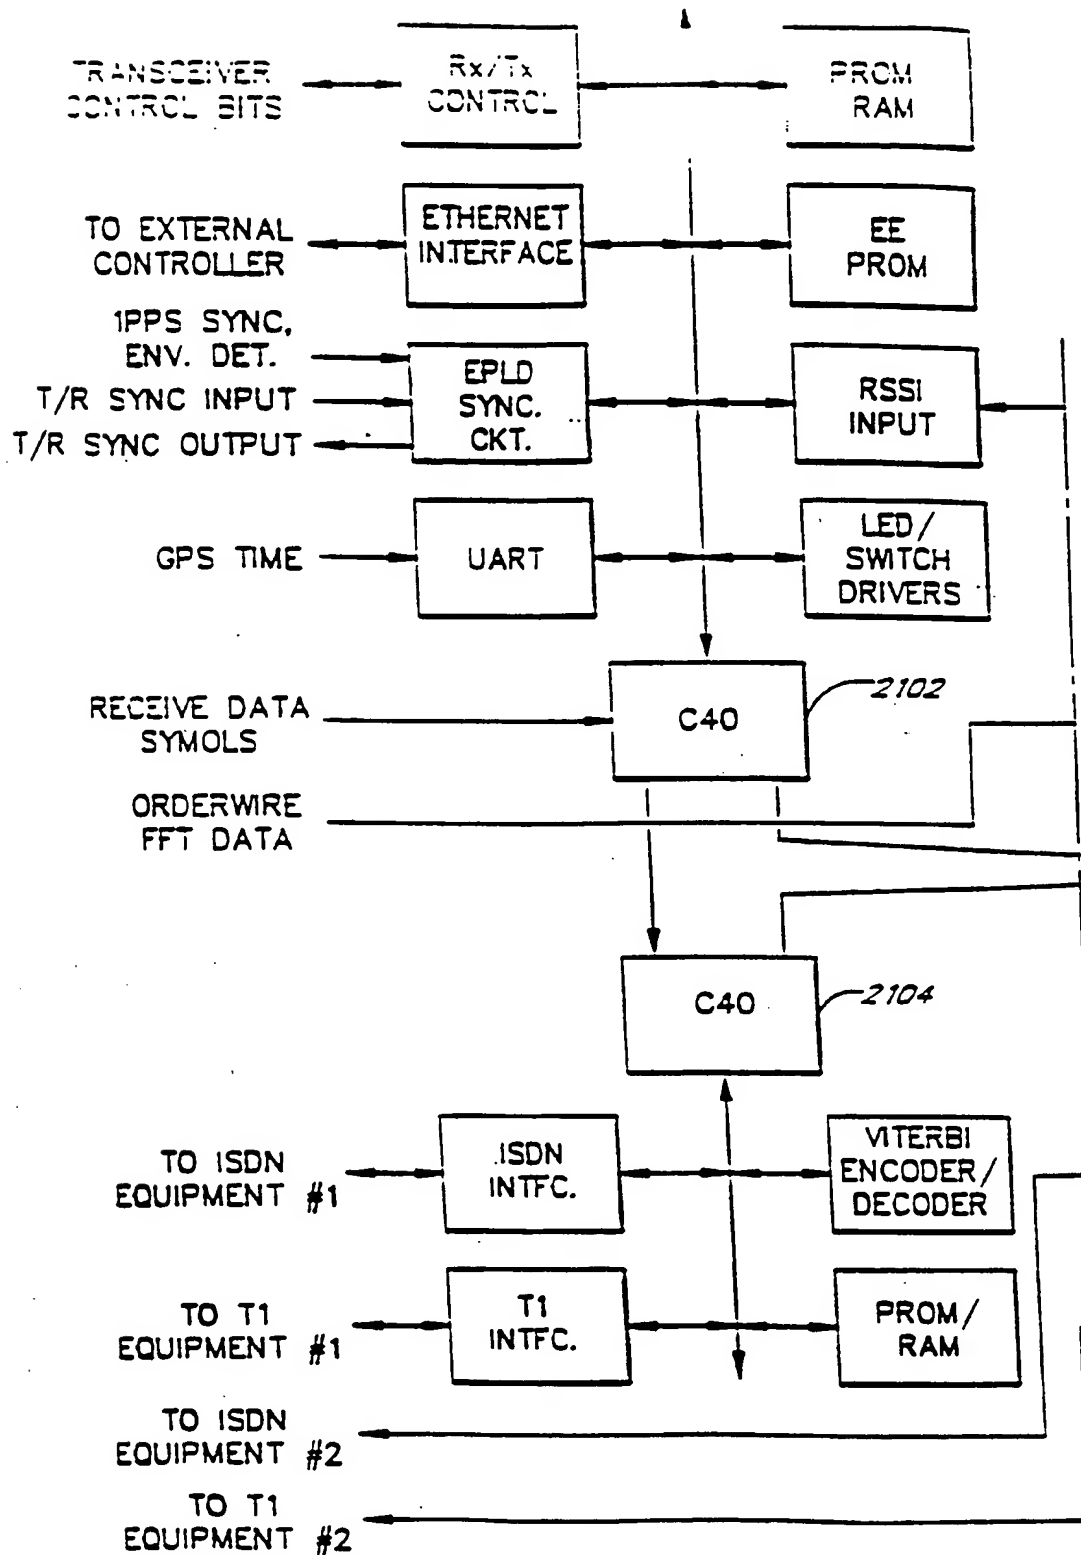 TRANSCEIVER
CONTROL BITS
Rx/Tx
CONTROL
PROM
RAM
TO EXTERNAL
CONTROLLER
ETHERNET
INTERFACE
EE
PROM
1PPS SYNC,
ENV. DET.
T/R SYNC INPUT
T/R SYNC OUTPUT
EPLD
SYNC.
CKT.
RSSI
INPUT
GPS TIME
UART
LED/
SWITCH
DRIVERS
RECEIVE DATA
SYMOLS
C40
2102
ORDERWIRE
FFT DATA
C40
2104
TO ISDN
EQUIPMENT #1
ISDN
INTFC.
VITERBI
ENCODER/
DECODER
TO T1
EQUIPMENT #1
T1
INTFC.
PROM/
RAM
TO ISDN
EQUIPMENT #2
TO T1
EQUIPMENT #2